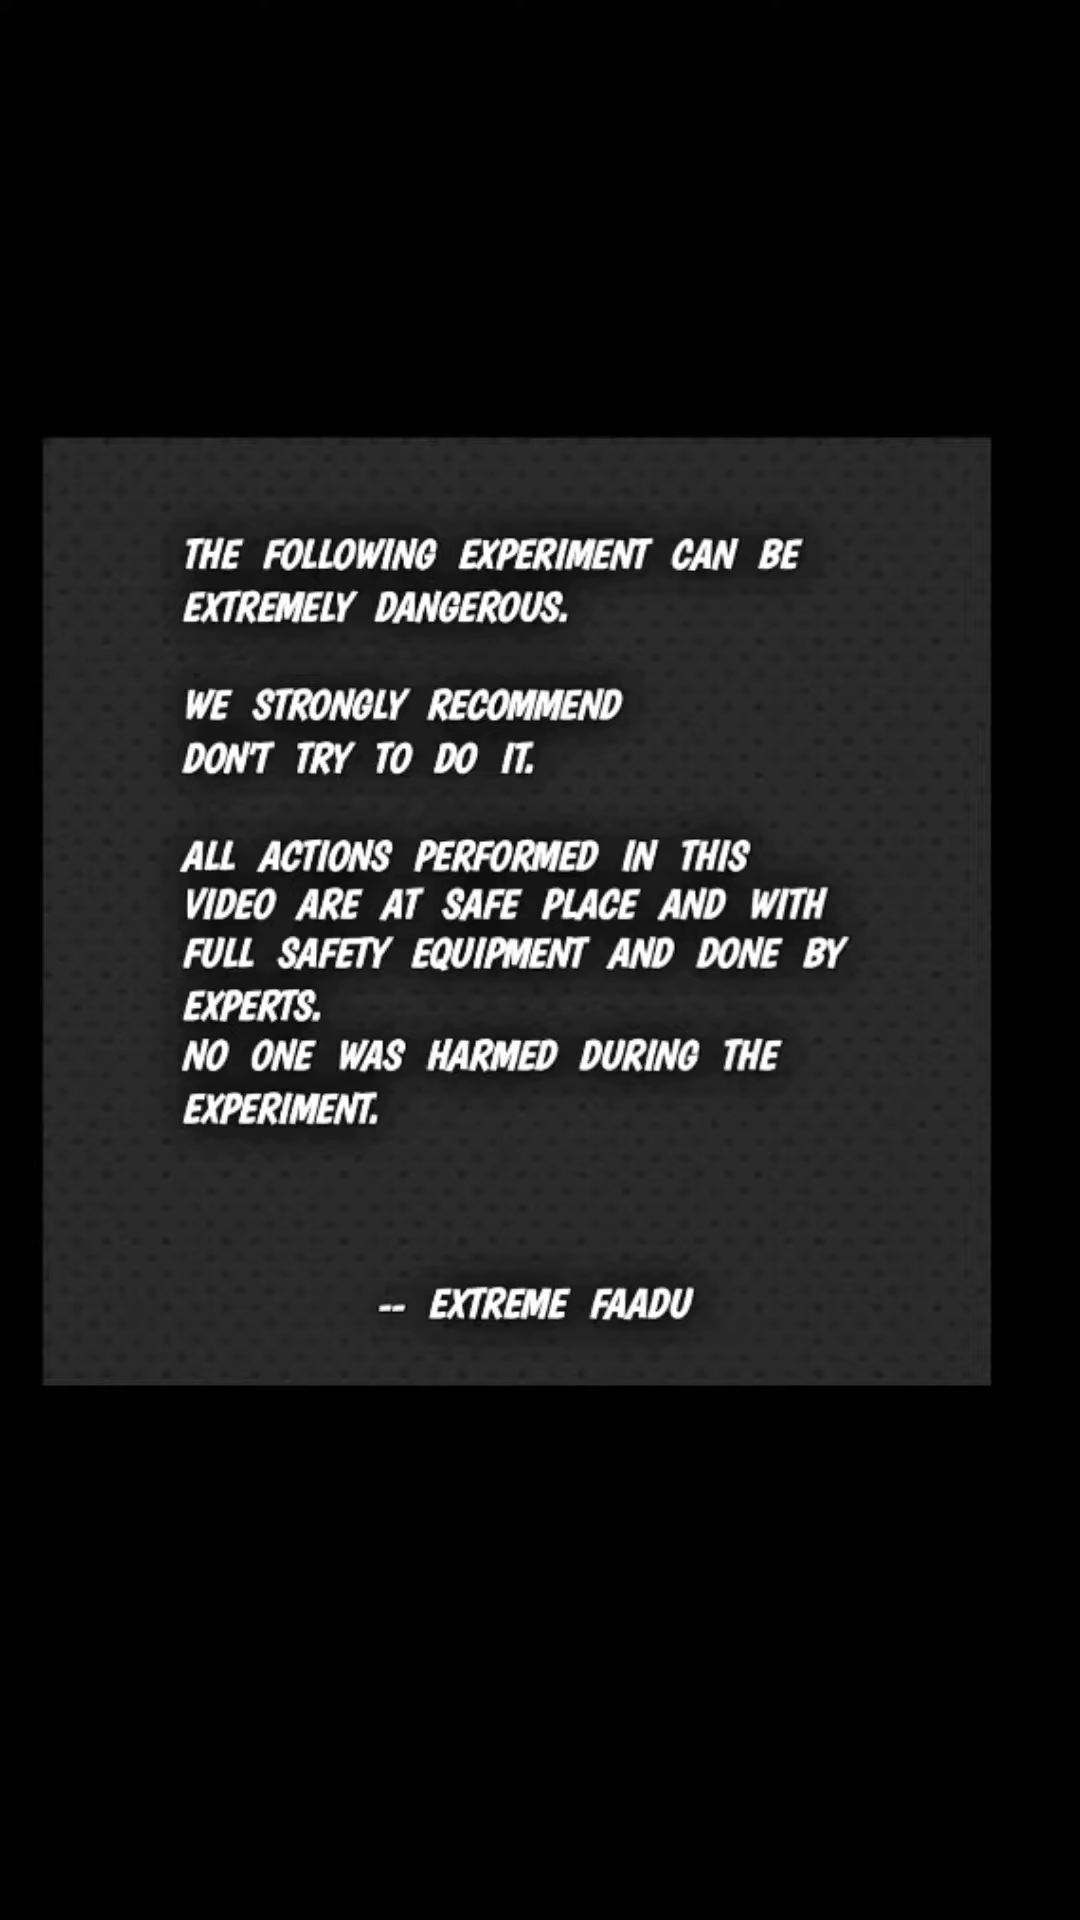 THE FOLLOWING EXPERIMENT CAN BE
EXTREMELY DANGEROUS.
WE STRONGLY RECOMMEND
DON'T TRY TO DO IT.
ALL ACTIONS PERFORMED IN THIS
VIDEO ARE AT SAFE PLACE AND WITH
FULL SAFETY EQUIPMENT AND DONE BY
EXPERTS.
NO ONE WAS HARMED DURING THE
EXPERIMENT.
-- EXTREME FAADU